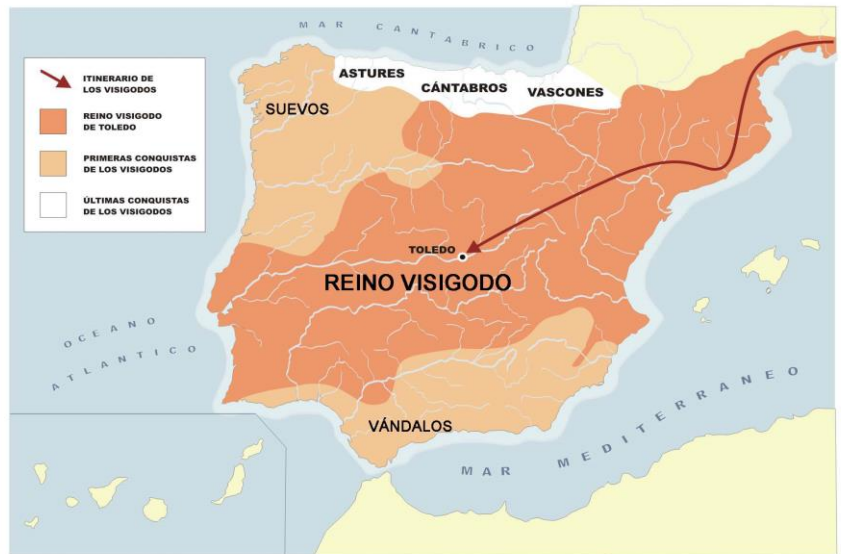 MAR CANTABRICO
ITINERARIO DE
LOS VISIGODOS
REINO VISIGODO
DE TOLEDO
PRIMERAS CONQUISTAS
DE LOS VISIGODOS
ÚLTIMAS CONQUISTAS
DE LOS VISIGODOS
ASTURES
CÁNTABROS
VASCONES
SUEVOS
TOLEDO
REINO VISIGODO
OCÉANO
ATLANTICO
VÁNDALOS
MAR MEDITERRANEO